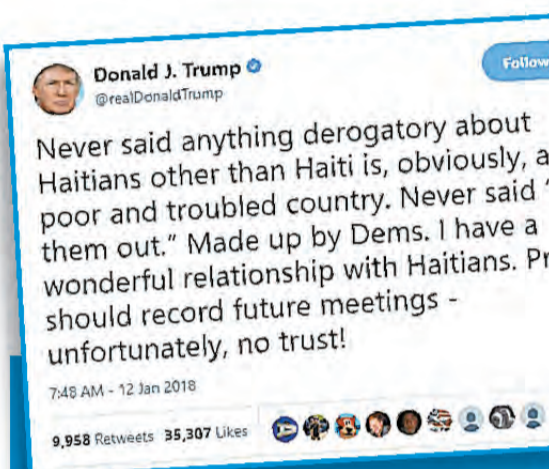 Donald J. Trump
Follow
@realDonaldTrump
Never said anything derogatory about
Haitians other than Haiti is, obviously, a
poor and troubled country. Never said "
them out." Made up by Dems. I have a
wonderful relationship with Haitians. Pr
should record future meetings -
unfortunately, no trust!
7:48 AM - 12 Jan 2018
9,958 Retweets 35,307 Likes